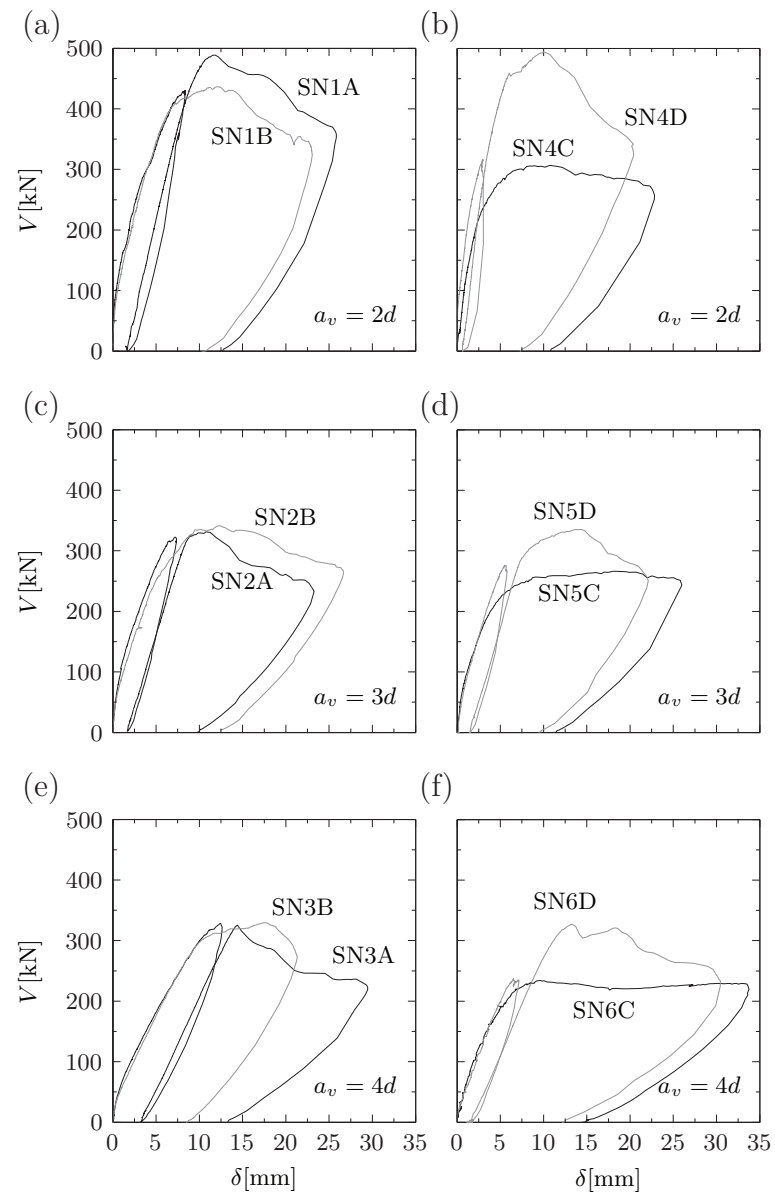 (a) (b)
500
400
300
200
100
0
V [kN]
SN1A
SN1B
a_v = 2d
SN4D
SN4C
a_v = 2d
(c) (d)
500
400
300
200
100
0
V [kN]
SN2B
SN2A
a_v = 3d
SN5D
SN5C
a_v = 3d
(e) (f)
500
400
300
200
100
0
V [kN]
SN3B
SN3A
a_v = 4d
SN6D
SN6C
a_v = 4d
0 5 10 15 20 25 30 35 0 5 10 15 20 25 30 35
δ[mm] δ[mm]